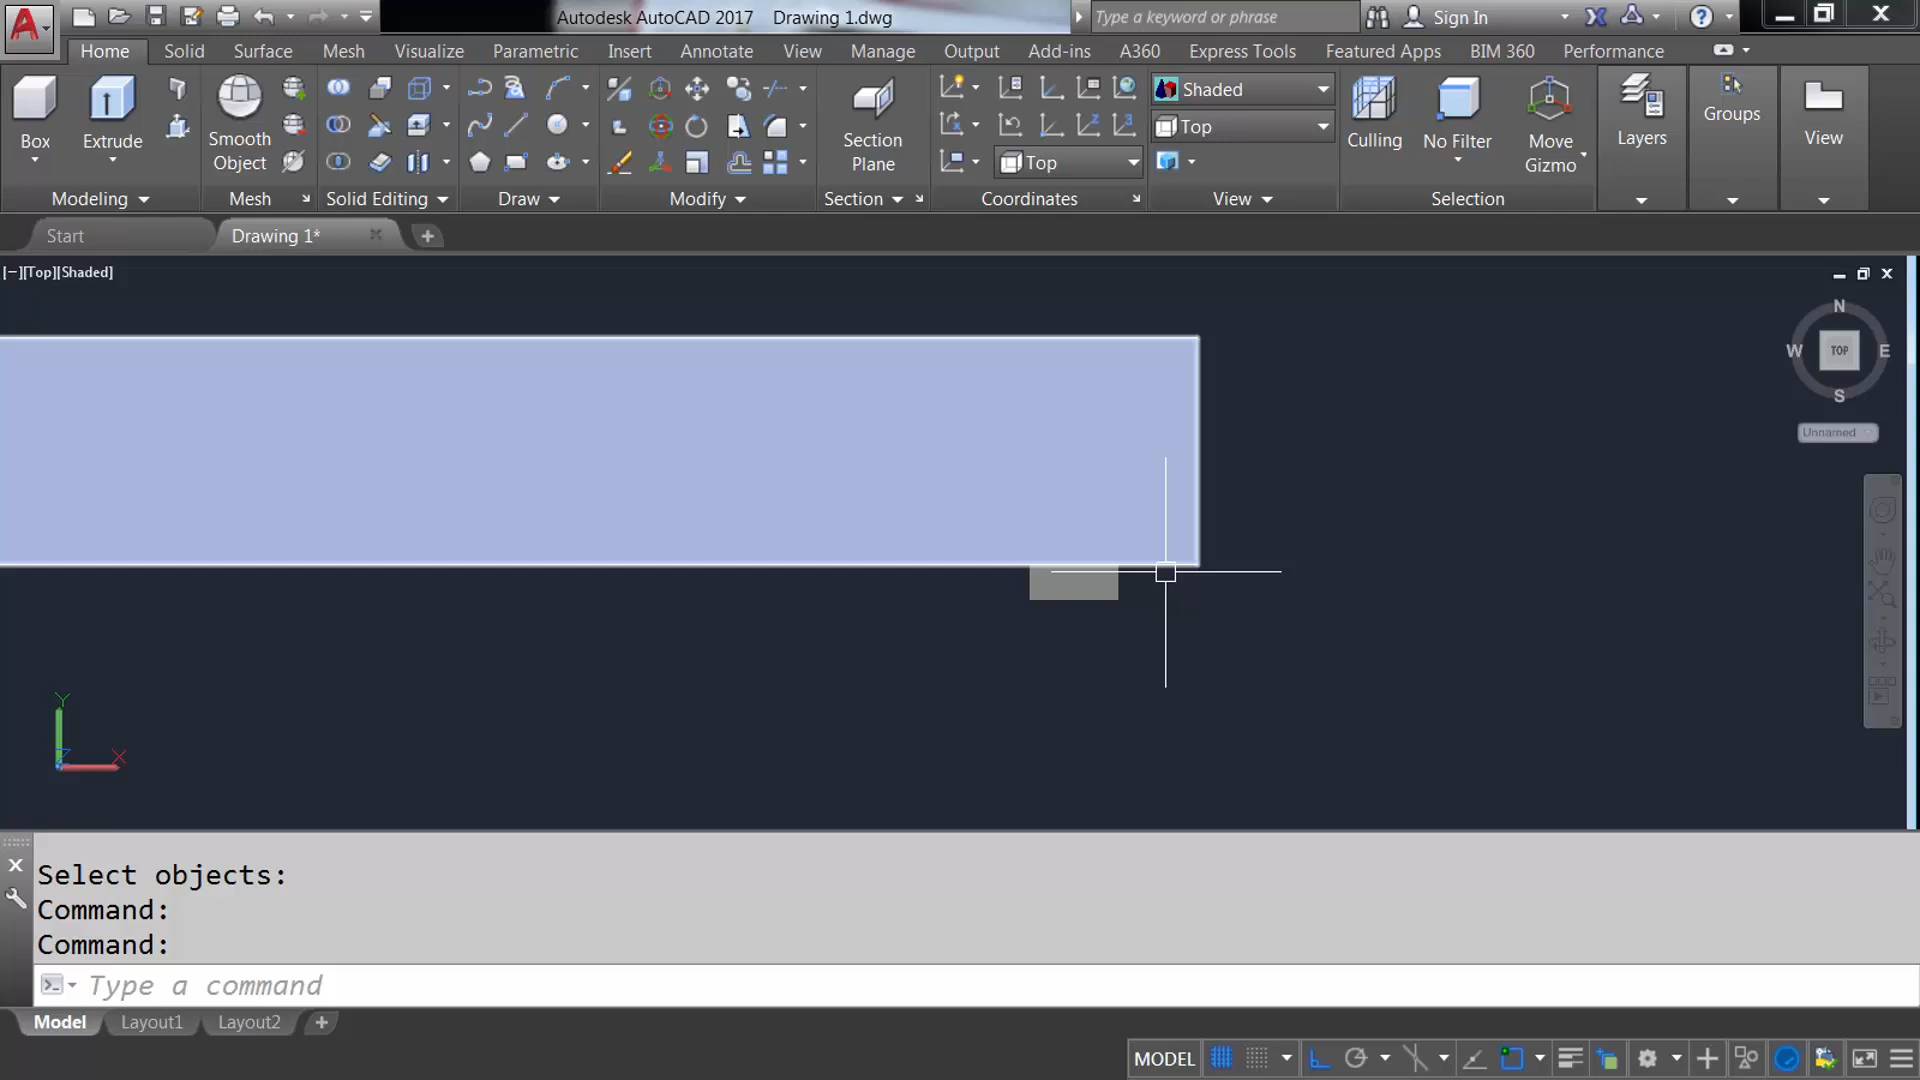 Autodesk AutoCAD 2017 Drawing 1.dwg
Type a keyword or phrase
Sign In
Home Solid Surface Mesh Visualize Parametric Insert Annotate View Manage Output Add-ins A360 Express Tools Featured Apps BIM 360 Performance
Box
Extrude
Smooth Object
Section Plane
Shaded
Top
Top
Culling
No Filter
Move Gizmo
Layers
Groups
View
Modeling
Mesh
Solid Editing
Draw
Modify
Section
Coordinates
View
Selection
Start
Drawing 1*
[−][Top][Shaded]
N
W
TOP
E
S
Unnamed
Y
X
Select objects:
Command:
Command:
Type a command
Model
Layout1
Layout2
MODEL